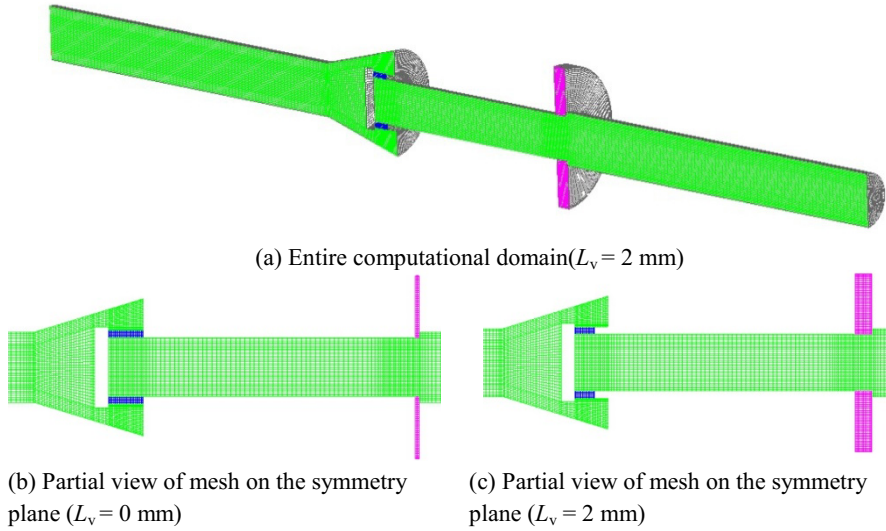 (a) Entire computational domain(Lv = 2 mm)
(b) Partial view of mesh on the symmetry
plane (Lv = 0 mm)
(c) Partial view of mesh on the symmetry
plane (Lv = 2 mm)